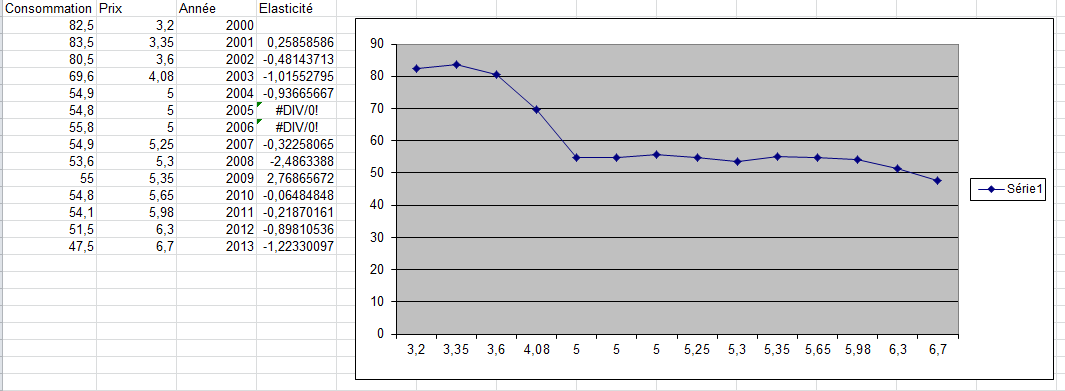 Consommation Prix Année Elasticité
82,5 3,2 2000
83,5 3,35 2001 0,25858586
80,5 3,6 2002 -0,48143713
69,6 4,08 2003 -1,01552795
54,9 5 2004 -0,93665667
54,8 5 2005 #DIV/0!
55,8 5 2006 #DIV/0!
54,9 5,25 2007 -0,32258065
53,6 5,3 2008 -2,4863388
55 5,35 2009 2,76865672
54,8 5,65 2010 -0,06484848
54,1 5,98 2011 -0,21870161
51,5 6,3 2012 -0,89810536
47,5 6,7 2013 -1,22330097
90
80
70
60
50
40
30
20
10
0
3,2 3,35 3,6 4,08 5 5 5 5,25 5,3 5,35 5,65 5,98 6,3 6,7
Série1